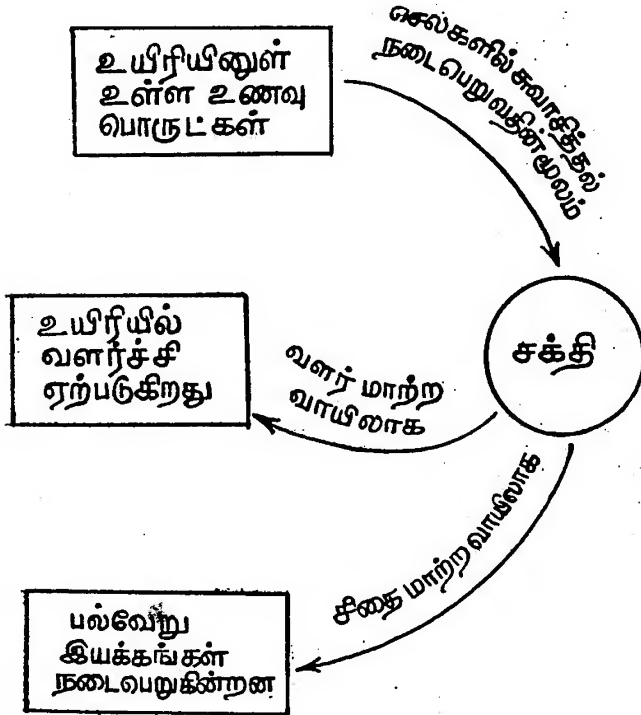 உயிரியினுள்
உள்ள உணவு
பொருட்கள்
செல்களில் சுவாசித்தல்
நடைபெறுவதின் மூலம்
சக்தி
உயிரியில்
வளர்ச்சி
ஏற்படுகிறது
வளர் மாற்ற
வாயிலாக
சிதை மாற்ற வாயிலாக
பல்வேறு
இயக்கங்கள்
நடைபெறுகின்றன